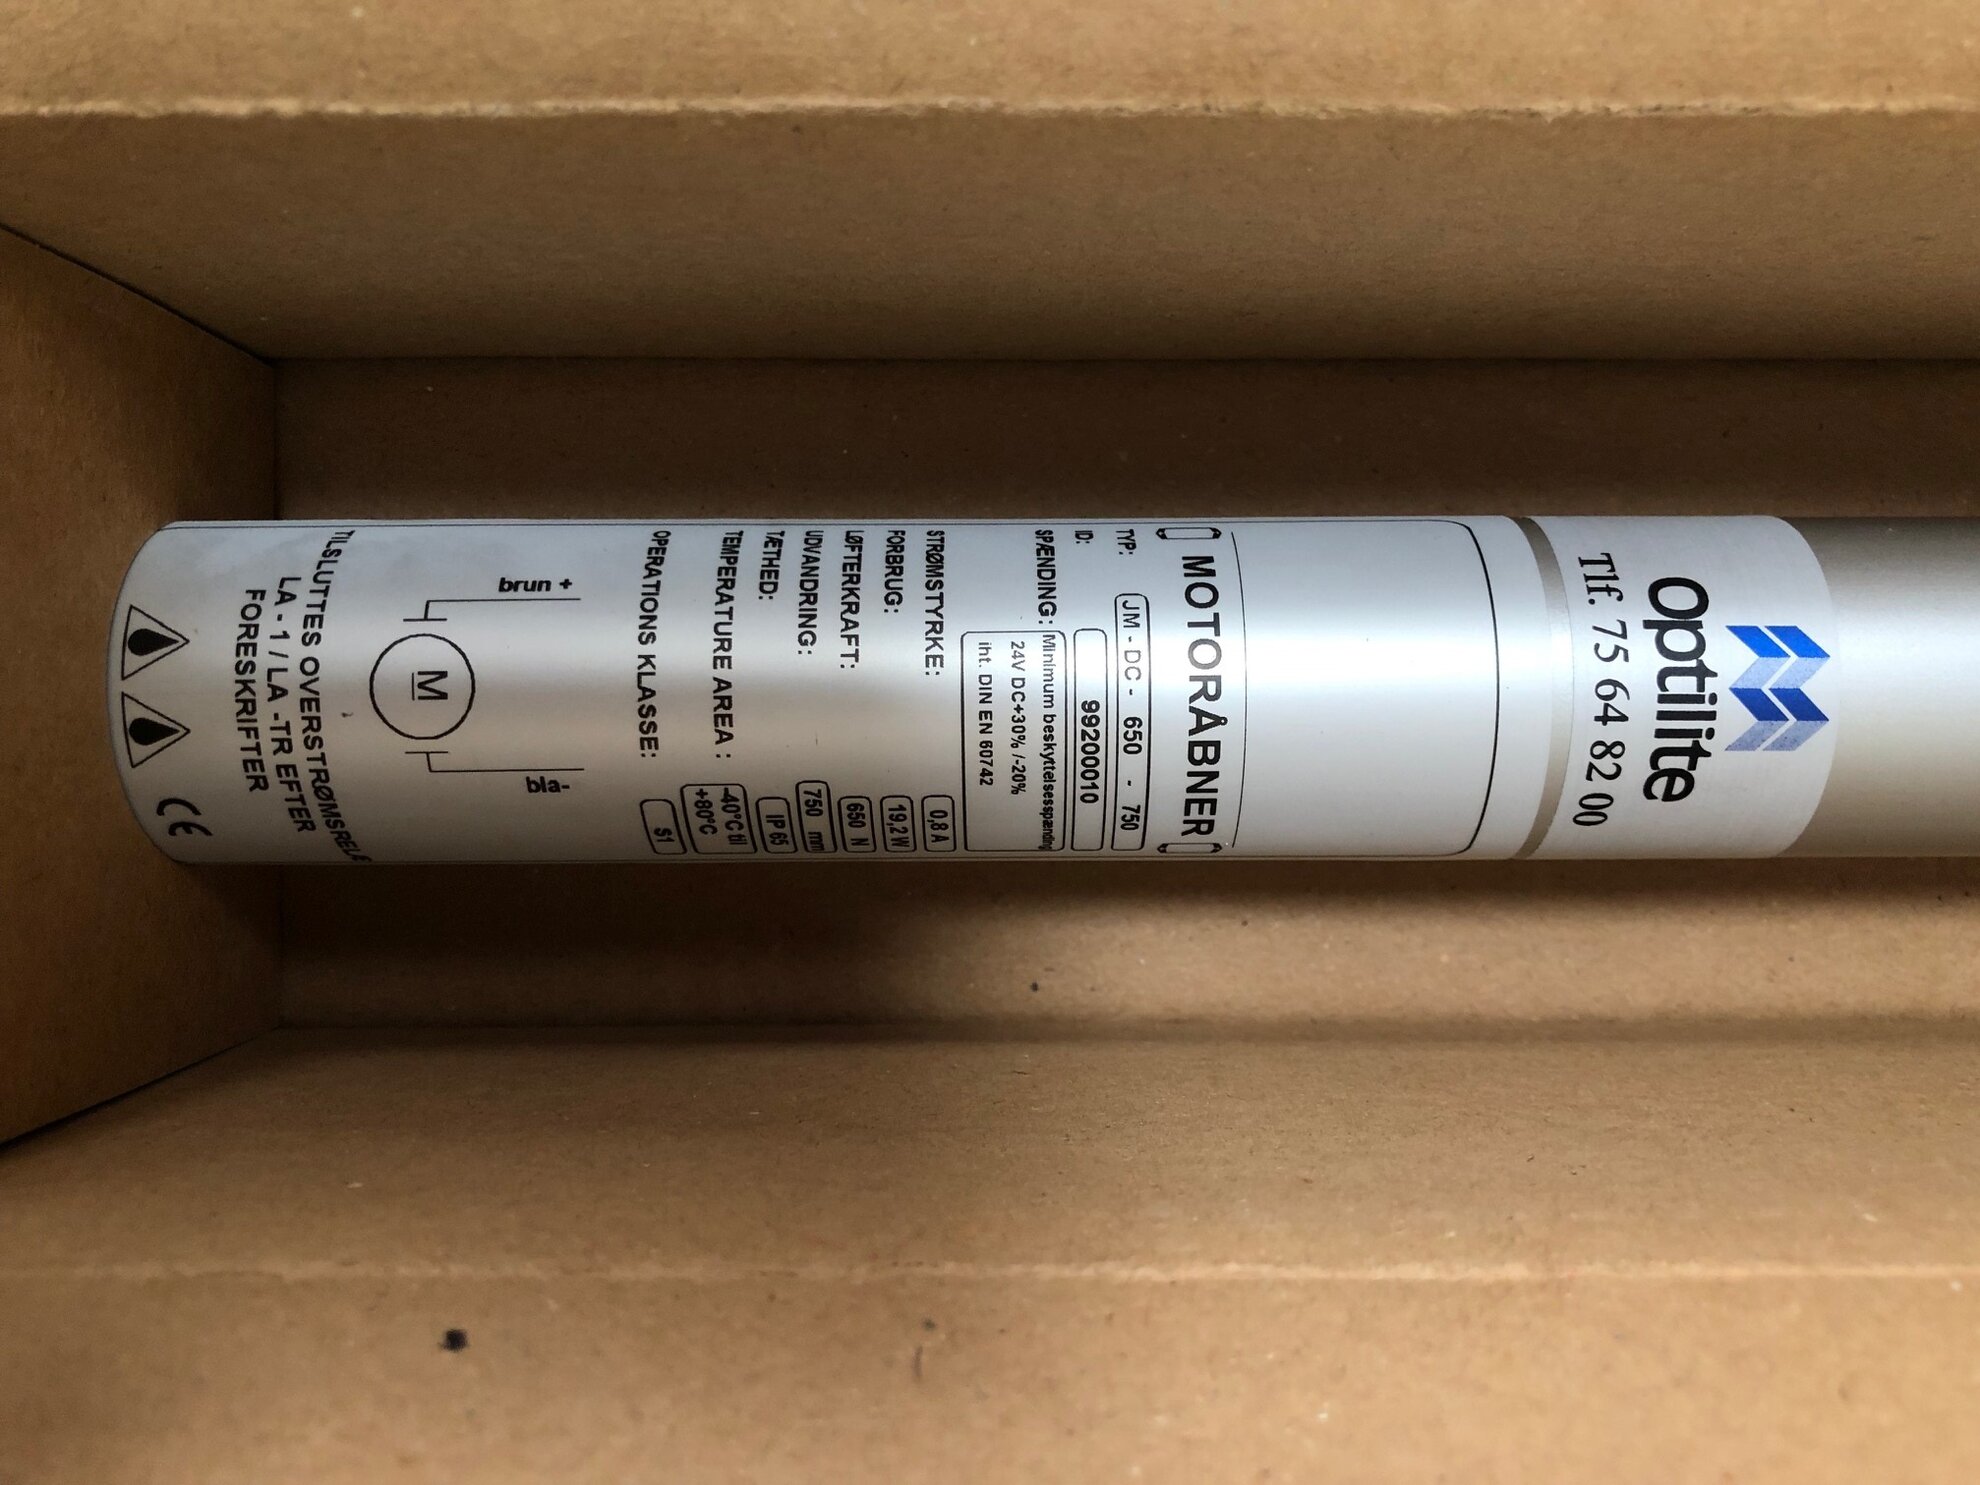 Optilite
Tlf. 75 64 82 00
MOTORÅBNER
TYP: JM - DC - 650 - 750
ID: 99200010
SPÆNDING: Minimum beskyttelsesspænding
24V DC+30% /-20%
iht. DIN EN 60742
STRØMSTYRKE: 0,8 A
FORBRUG: 19,2 W
LØFTERKRAFT: 650 N
UDVANDRING: 750 mm
TÆTHED: IP 65
TEMPERATURE AREA: -40°C til
+80°C
OPERATIONS KLASSE: S1
brun + bla-
M
TILSLUTTES OVERSTRØMSRELÆ
LA - 1 / LA -TR EFTER
FORESKRIFTER
CE